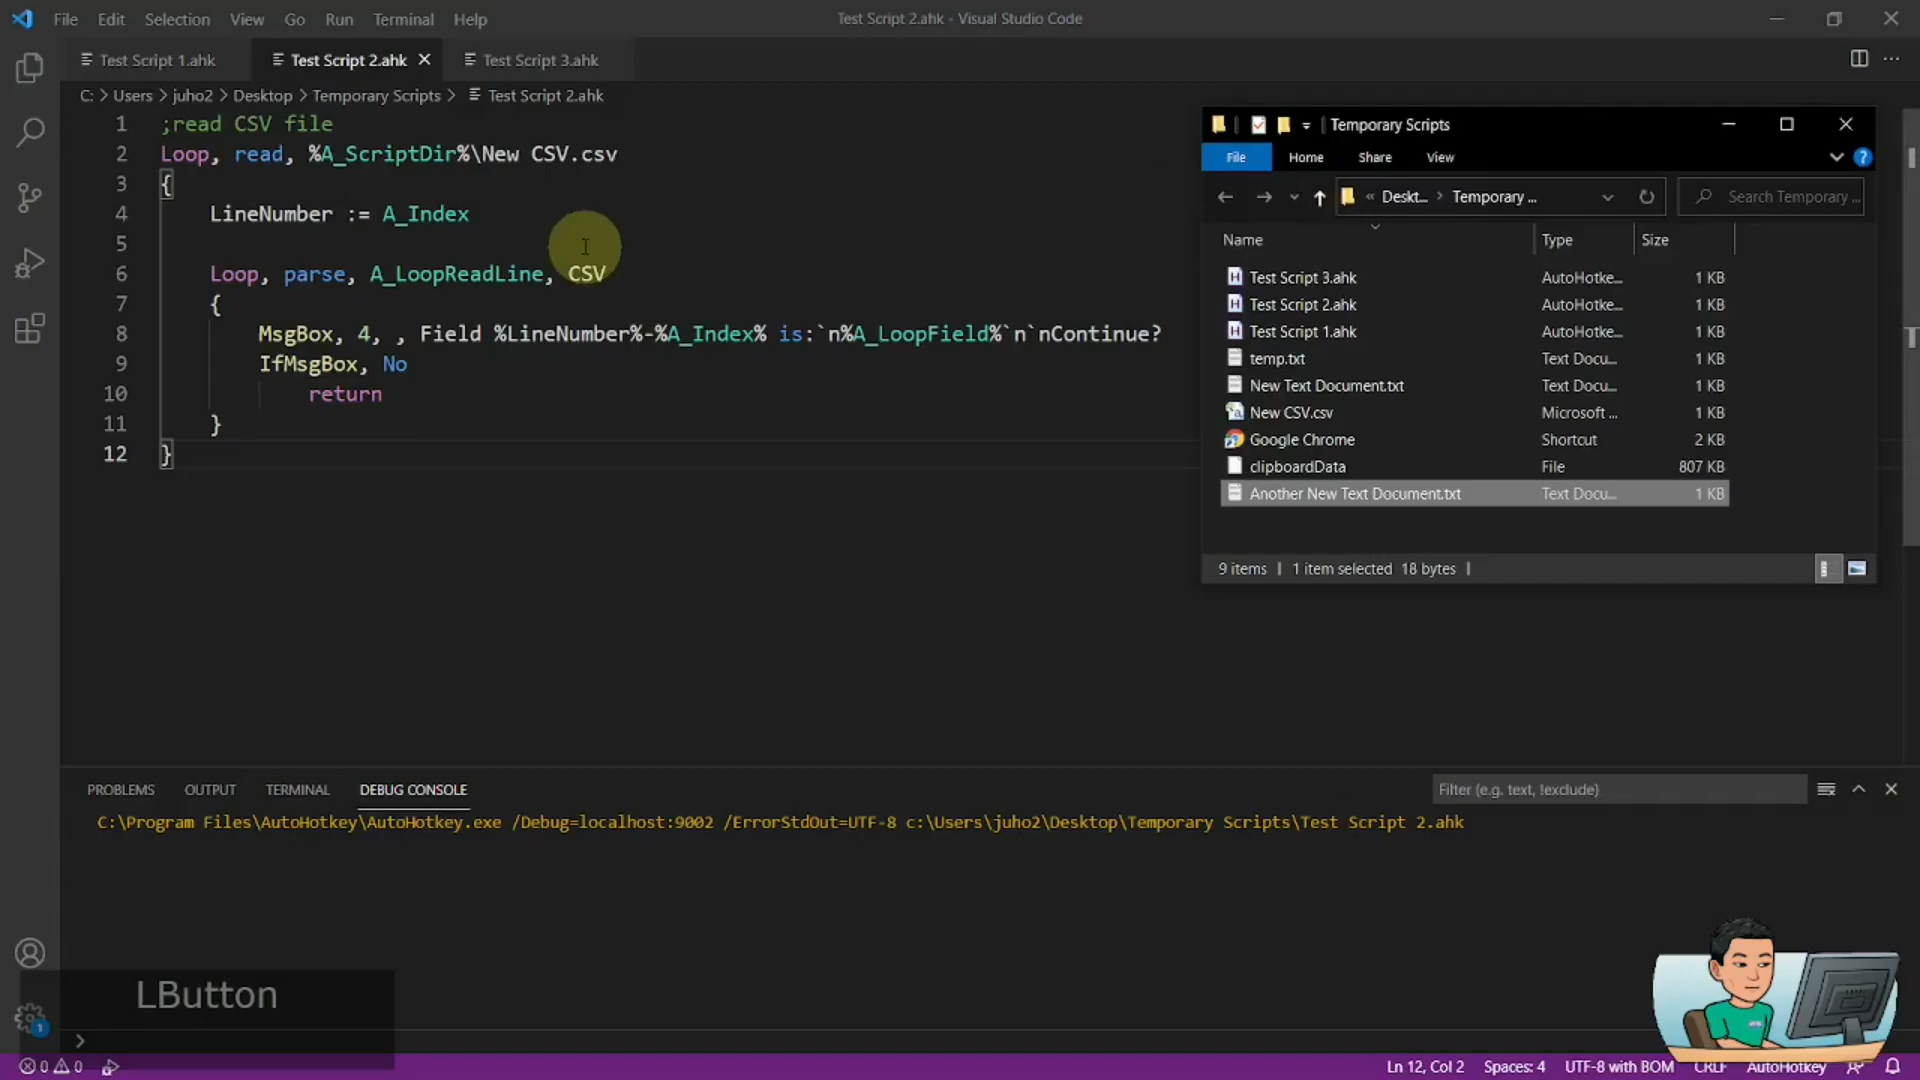 File Edit Selection View Go Run Terminal Help
Test Script 2.ahk - Visual Studio Code
Test Script 1.ahk
Test Script 2.ahk
Test Script 3.ahk
C: > Users > juho2 > Desktop > Temporary Scripts > Test Script 2.ahk
1 ;read CSV file
2 Loop, read, %A_ScriptDir%\New CSV.csv
3 {
4 LineNumber := A_Index
5
6 Loop, parse, A_LoopReadLine, CSV
7 {
8 MsgBox, 4, , Field %LineNumber%-%A_Index% is:`n%A_LoopField%`n`nContinue?
9 IfMsgBox, No
10 return
11 }
12 }
Temporary Scripts
File Home Share View
« Deskt... > Temporary ...
Search Temporary ...
Name Type Size
Test Script 3.ahk AutoHotke... 1 KB
Test Script 2.ahk AutoHotke... 1 KB
Test Script 1.ahk AutoHotke... 1 KB
temp.txt Text Docu... 1 KB
New Text Document.txt Text Docu... 1 KB
New CSV.csv Microsoft ... 1 KB
Google Chrome Shortcut 2 KB
clipboardData File 807 KB
Another New Text Document.txt Text Docu... 1 KB
9 items | 1 item selected 18 bytes |
PROBLEMS OUTPUT TERMINAL DEBUG CONSOLE
Filter (e.g. text, !exclude)
C:\Program Files\AutoHotkey\AutoHotkey.exe /Debug=localhost:9002 /ErrorStdOut=UTF-8 c:\Users\juho2\Desktop\Temporary Scripts\Test Script 2.ahk
LButton
1
0 0
Ln 12, Col 2 Spaces: 4 UTF-8 with BOM CRLF AutoHotkey